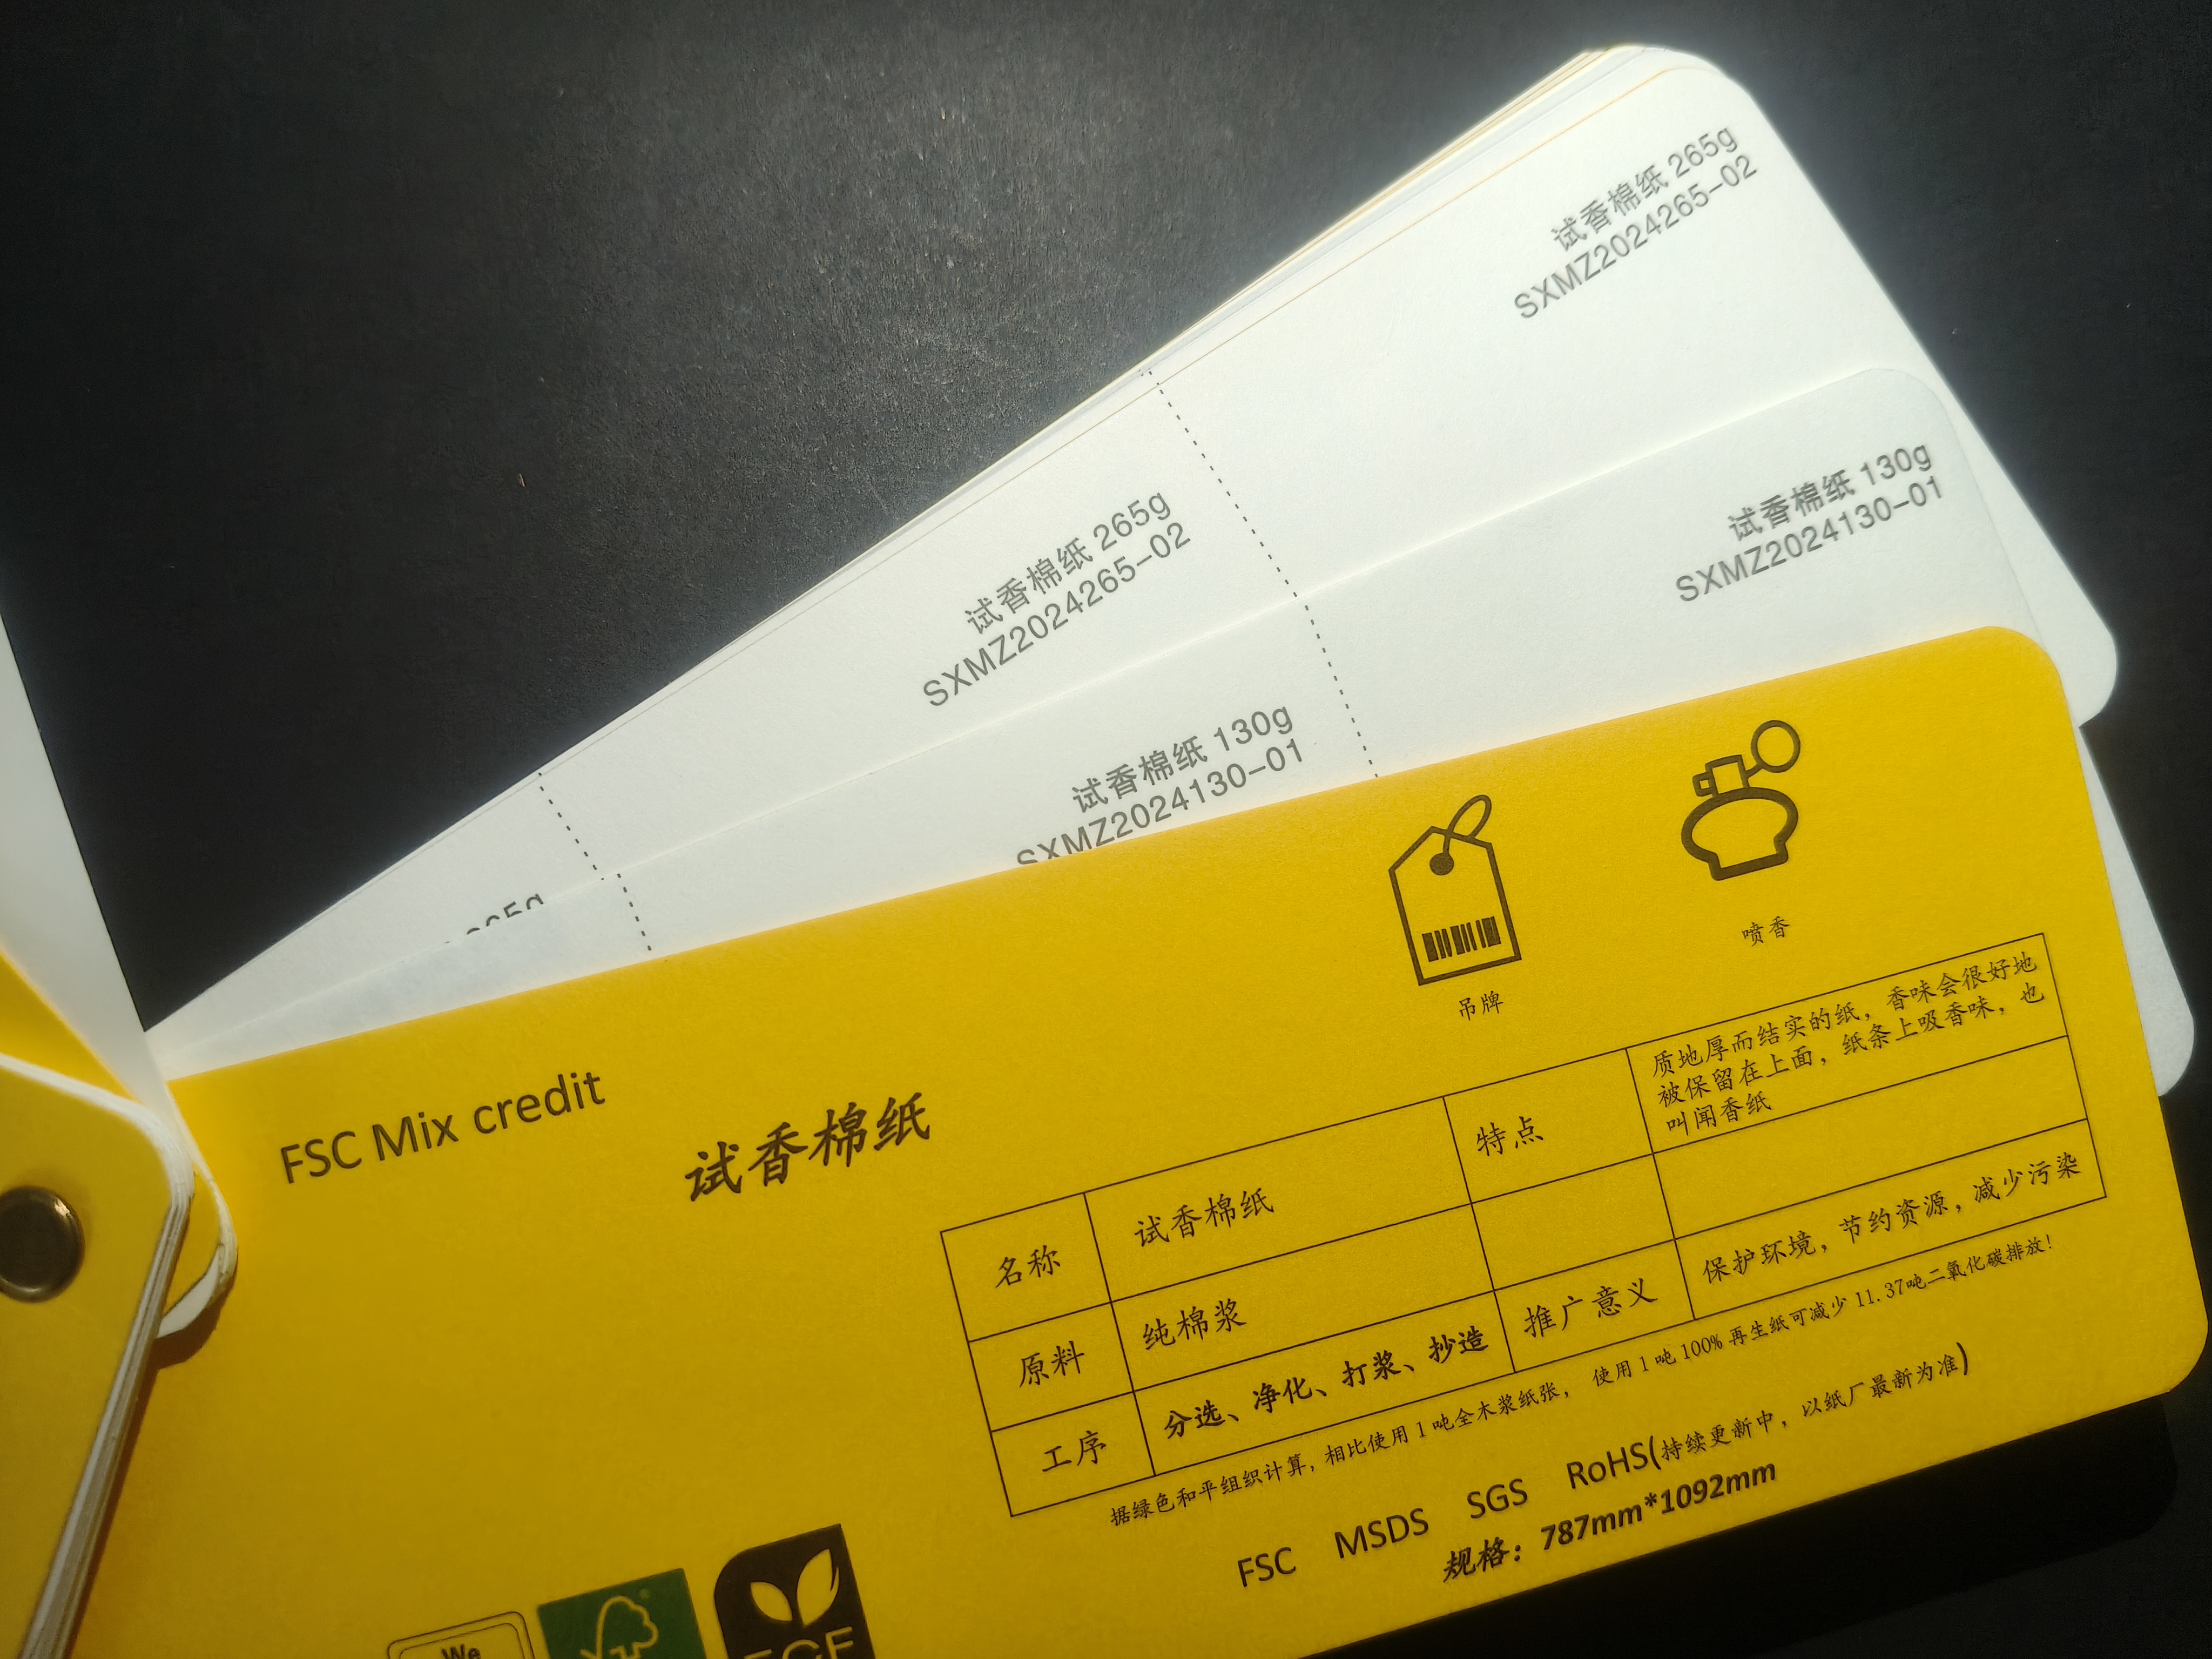 试香棉纸 265g
SXMZ2024265-02
试香棉纸 265g
SXMZ2024265-02
试香棉纸 130g
SXMZ2024130-01
试香棉纸 130g
SXMZ2024130-01
吊牌
喷香
FSC Mix credit
试香棉纸
名称
试香棉纸
特点
质地厚而结实的纸，香味会很好地
被保留在上面，纸条上吸香味，也
叫闻香纸
原料
纯棉浆
工序
分选、净化、打浆、抄造
推广意义
保护环境，节约资源，减少污染
据绿色和平组织计算，相比使用1吨全木浆纸张， 使用1吨100%再生纸可减少11.37吨二氧化碳排放！
FSC MSDS SGS RoHS(持续更新中，以纸厂最新为准)
规格：787mm*1092mm
We
ECF